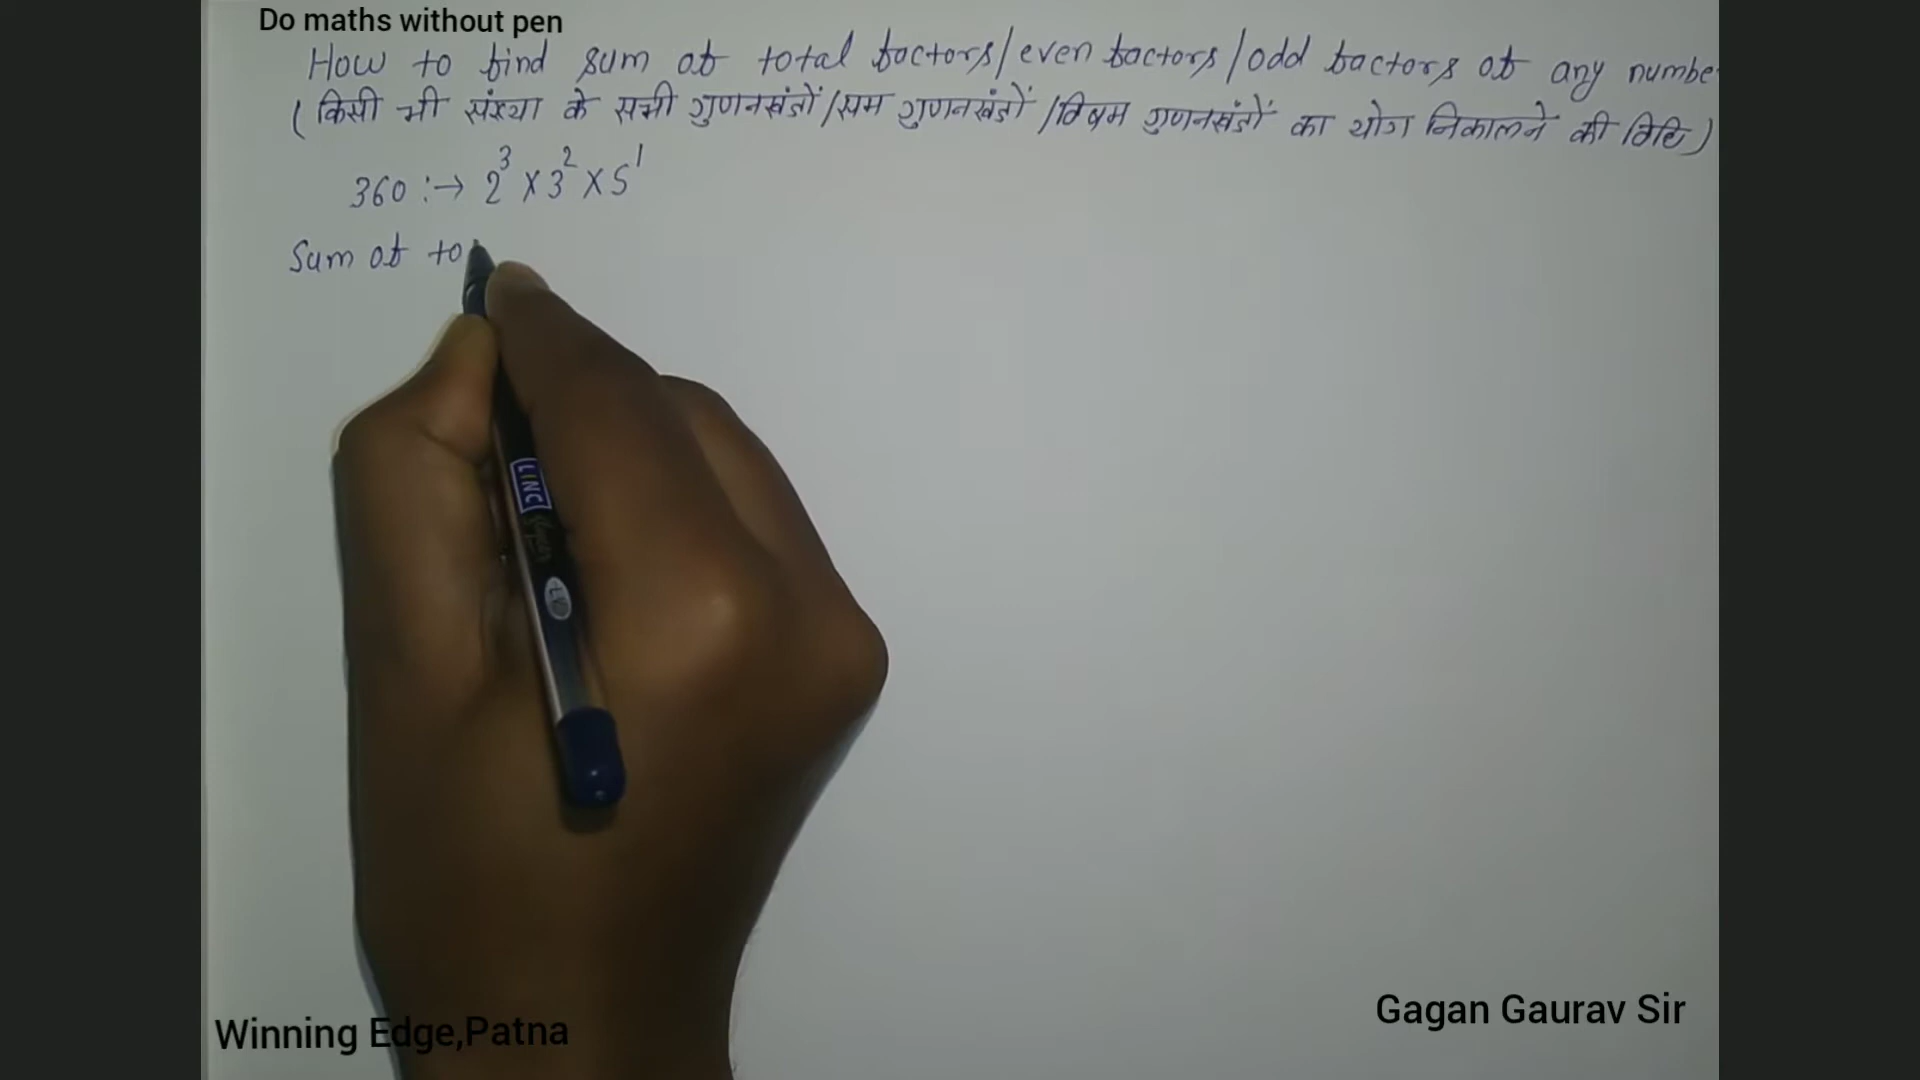 Do maths without pen
How to find sum of total factors/even factors/odd factors of any numbe
(किसी भी संख्या के सभी गुणनखंडों/सम गुणनखंडों/विषम गुणनखंडों का योग निकालने की विधि)
360 :→ 2³ X 3² X 5¹
Sum of to
LINC
Winning Edge,Patna
Gagan Gaurav Sir